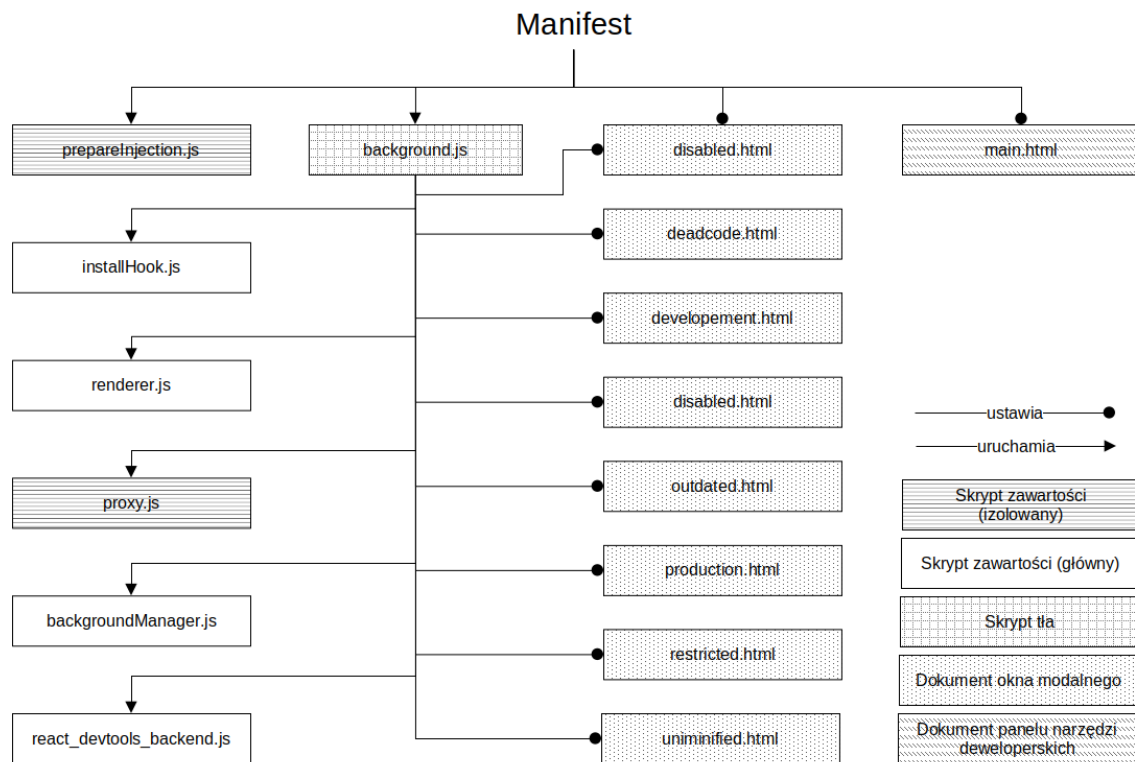 Manifest
prepareInjection.js
background.js
disabled.html
main.html
installHook.js
deadcode.html
renderer.js
developement.html
disabled.html
proxy.js
outdated.html
backgroundManager.js
production.html
restricted.html
react_devtools_backend.js
uniminified.html
ustawia
uruchamia
Skrypt zawartości
(izolowany)
Skrypt zawartości (główny)
Skrypt tła
Dokument okna modalnego
Dokument panelu narzędzi
deweloperskich